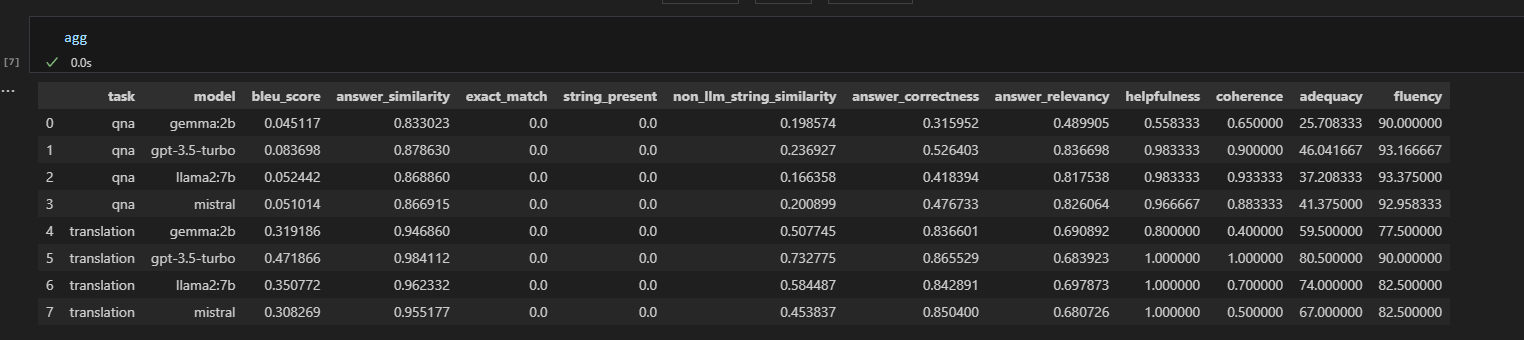 agg
[7]
0.0s
...
task model bleu_score answer_similarity exact_match string_present non_llm_string_similarity answer_correctness answer_relevancy helpfulness coherence adequacy fluency
0 qna gemma:2b 0.045117 0.833023 0.0 0.0 0.198574 0.315952 0.489905 0.558333 0.650000 25.708333 90.000000
1 qna gpt-3.5-turbo 0.083698 0.878630 0.0 0.0 0.236927 0.526403 0.836698 0.983333 0.900000 46.041667 93.166667
2 qna llama2:7b 0.052442 0.868860 0.0 0.0 0.166358 0.418394 0.817538 0.983333 0.933333 37.208333 93.375000
3 qna mistral 0.051014 0.866915 0.0 0.0 0.200899 0.476733 0.826064 0.966667 0.883333 41.375000 92.958333
4 translation gemma:2b 0.319186 0.946860 0.0 0.0 0.507745 0.836601 0.690892 0.800000 0.400000 59.500000 77.500000
5 translation gpt-3.5-turbo 0.471866 0.984112 0.0 0.0 0.732775 0.865529 0.683923 1.000000 1.000000 80.500000 90.000000
6 translation llama2:7b 0.350772 0.962332 0.0 0.0 0.584487 0.842891 0.697873 1.000000 0.700000 74.000000 82.500000
7 translation mistral 0.308269 0.955177 0.0 0.0 0.453837 0.850400 0.680726 1.000000 0.500000 67.000000 82.500000